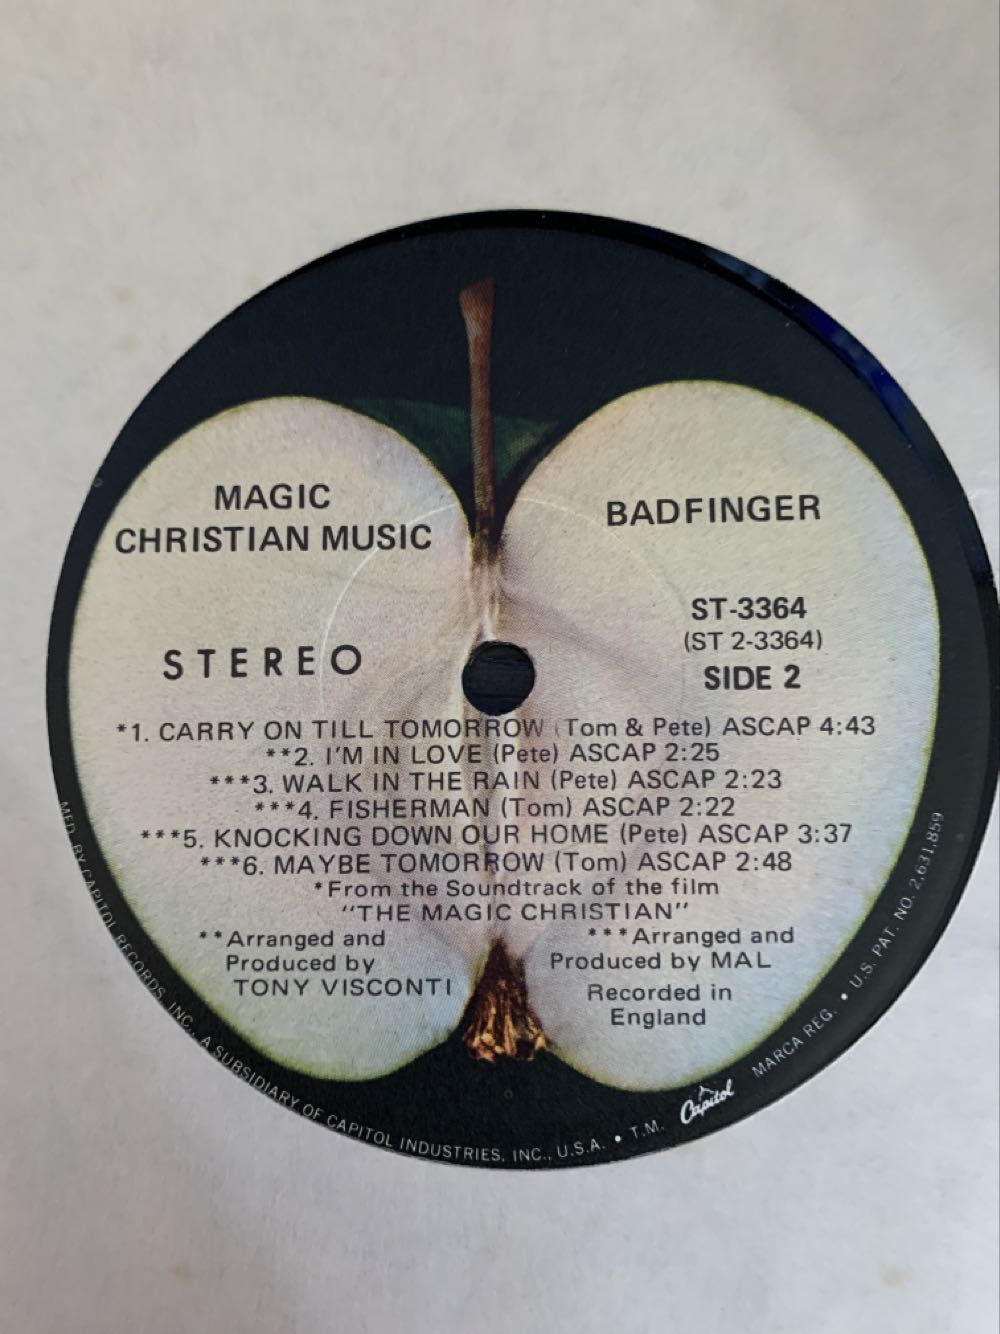 MAGIC
CHRISTIAN MUSIC
BADFINGER
STEREO
ST-3364
(ST 2-3364)
SIDE 2
*1. CARRY ON TILL TOMORROW (Tom & Pete) ASCAP 4:43
**2. I'M IN LOVE (Pete) ASCAP 2:25
***3. WALK IN THE RAIN (Pete) ASCAP 2:23
***4. FISHERMAN (Tom) ASCAP 2:22
***5. KNOCKING DOWN OUR HOME (Pete) ASCAP 3:37
***6. MAYBE TOMORROW (Tom) ASCAP 2:48
*From the Soundtrack of the film
"THE MAGIC CHRISTIAN"
**Arranged and
Produced by
TONY VISCONTI
***Arranged and
Produced by MAL
Recorded in
England
MFD. BY CAPITOL RECORDS, INC., A SUBSIDIARY OF CAPITOL INDUSTRIES, INC., U.S.A. • T.M. Capitol MARCA REG. • U.S. PAT. NO. 2,631,859